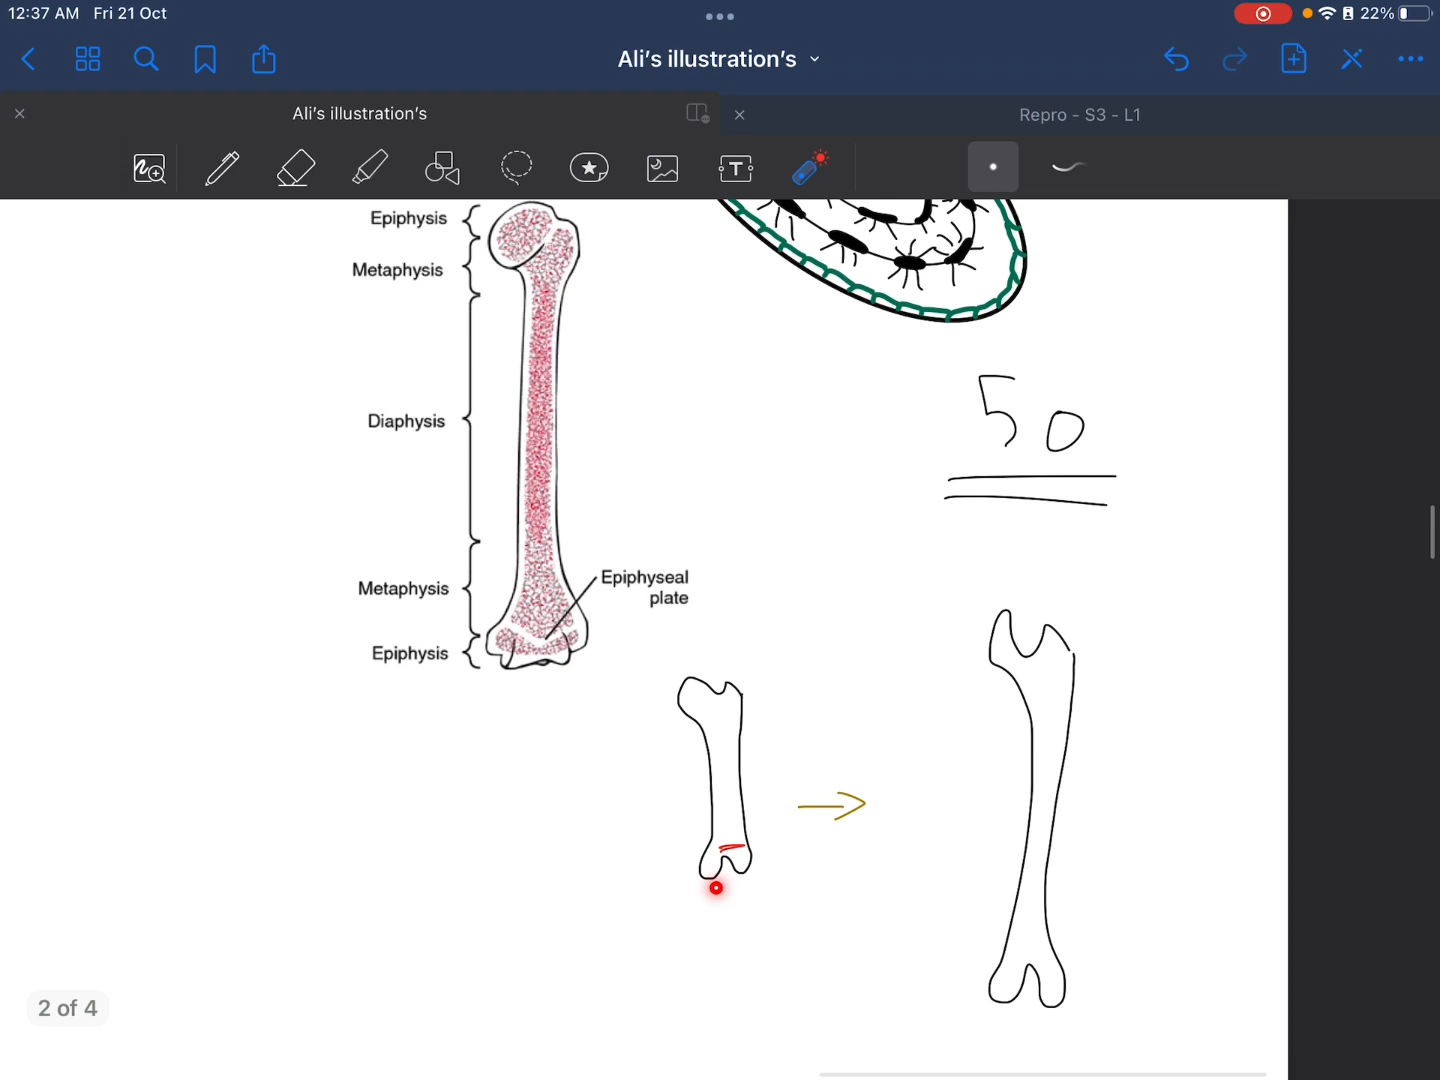 12:37 AM Fri 21 Oct
22%
Ali’s illustration’s
Ali’s illustration’s
Repro - S3 - L1
T
Epiphysis
Metaphysis
Diaphysis
Metaphysis
Epiphyseal
plate
Epiphysis
50
2 of 4